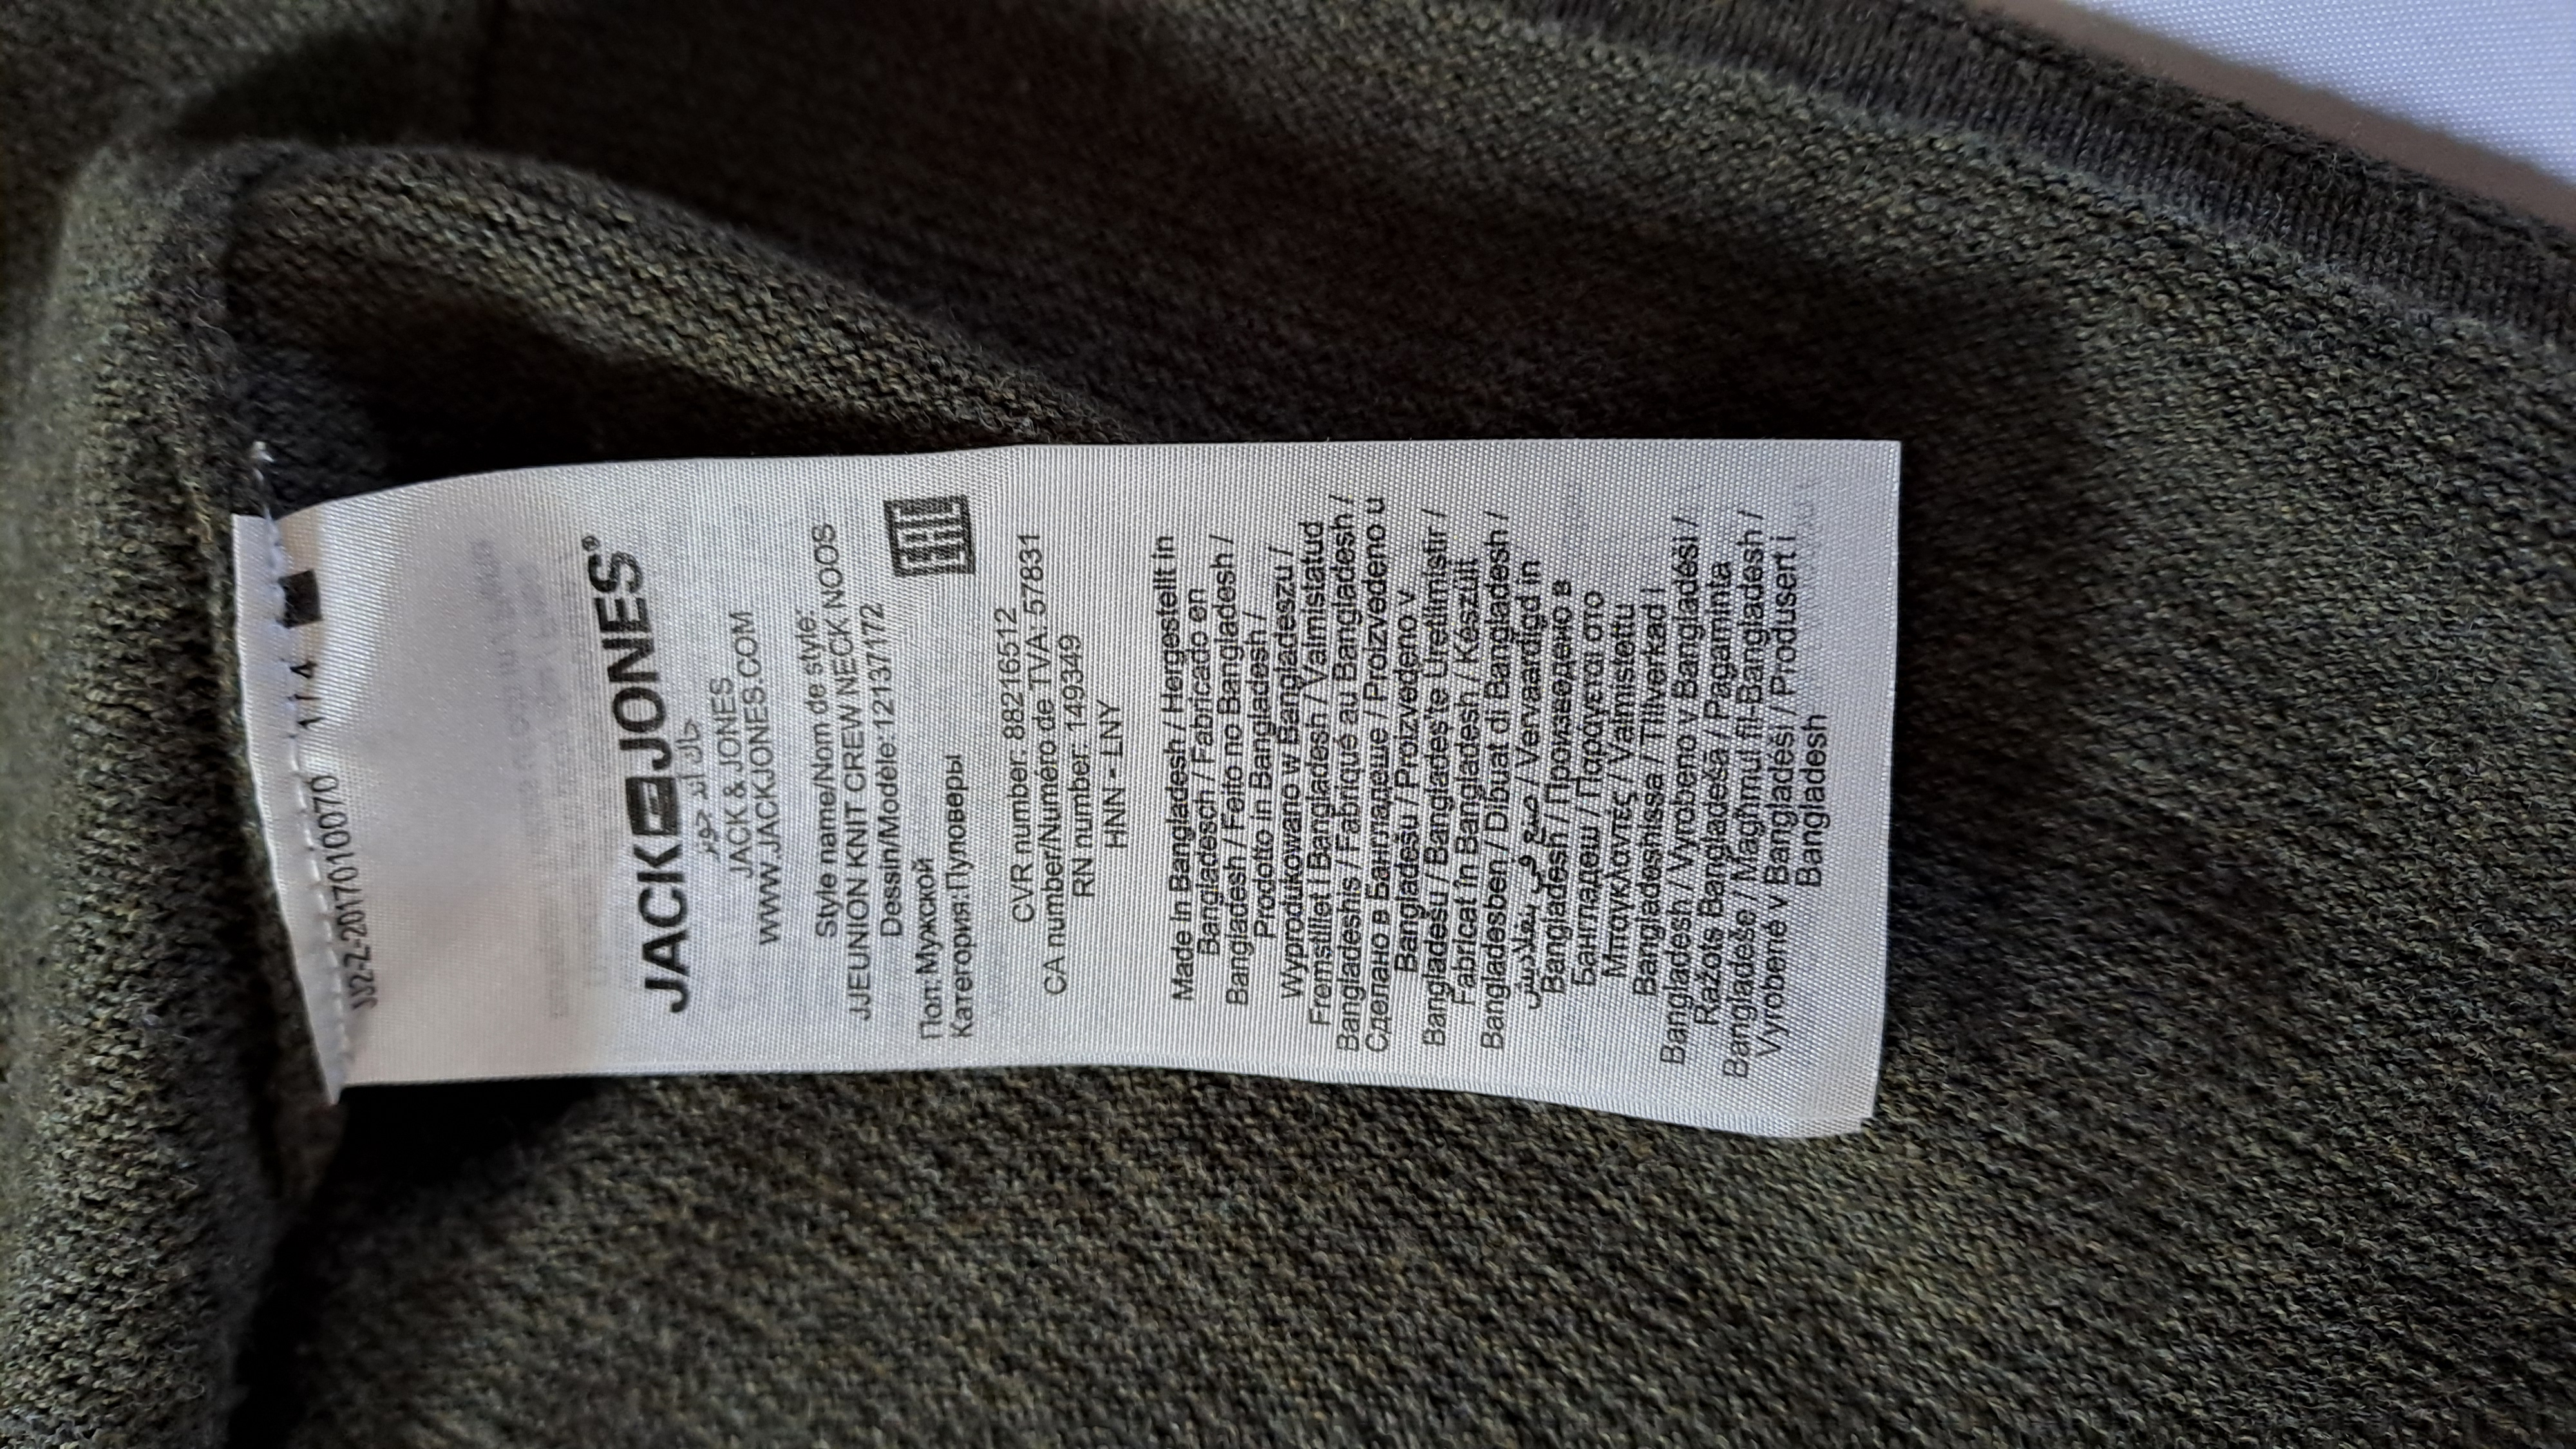 JJ2-Z-2017010070 1 / 4
JACK & JONES®
جاك اند جونز
JACK & JONES
WWW.JACKJONES.COM
Style name/Nom de style:
JJEUNION KNIT CREW NECK NOOS
Dessin/Modèle:12137172
Пол: Мужской
Категория:Пуловеры
EAC
CVR number: 88216512
CA number/Numéro de TVA:57831
RN number: 149349
HNN - LNY
Made in Bangladesh / Hergestellt in
Bangladesch / Fabricado en
Bangladesh / Feito no Bangladesh /
Prodotto in Bangladesh /
Wyprodukowano w Bangladeszu /
Fremstillet i Bangladesh / Valmistatud
Bangladeshis / Fabriqué au Bangladesh /
Сделано в Бангладеше / Proizvedeno u
Bangladešu / Proizvedeno v
Bangladešu / Bangladeş'te Üretilmiştir /
Fabricat în Bangladesh / Készült
Bangladesben / Dibuat di Bangladesh /
صنع في بنغلاديش / Vervaardigd in
Bangladesh / Произведено в
Бангладеш / Παράγεται στο
Μπαγκλαντές / Valmistettu
Bangladeshissa / Tillverkad i
Bangladesh / Vyrobeno v Bangladéši /
Ražots Bangladešā / Pagaminta
Bangladeše / Maghmul fil-Bangladesh /
Vyrobené v Bangladéši / Produsert i
Bangladesh